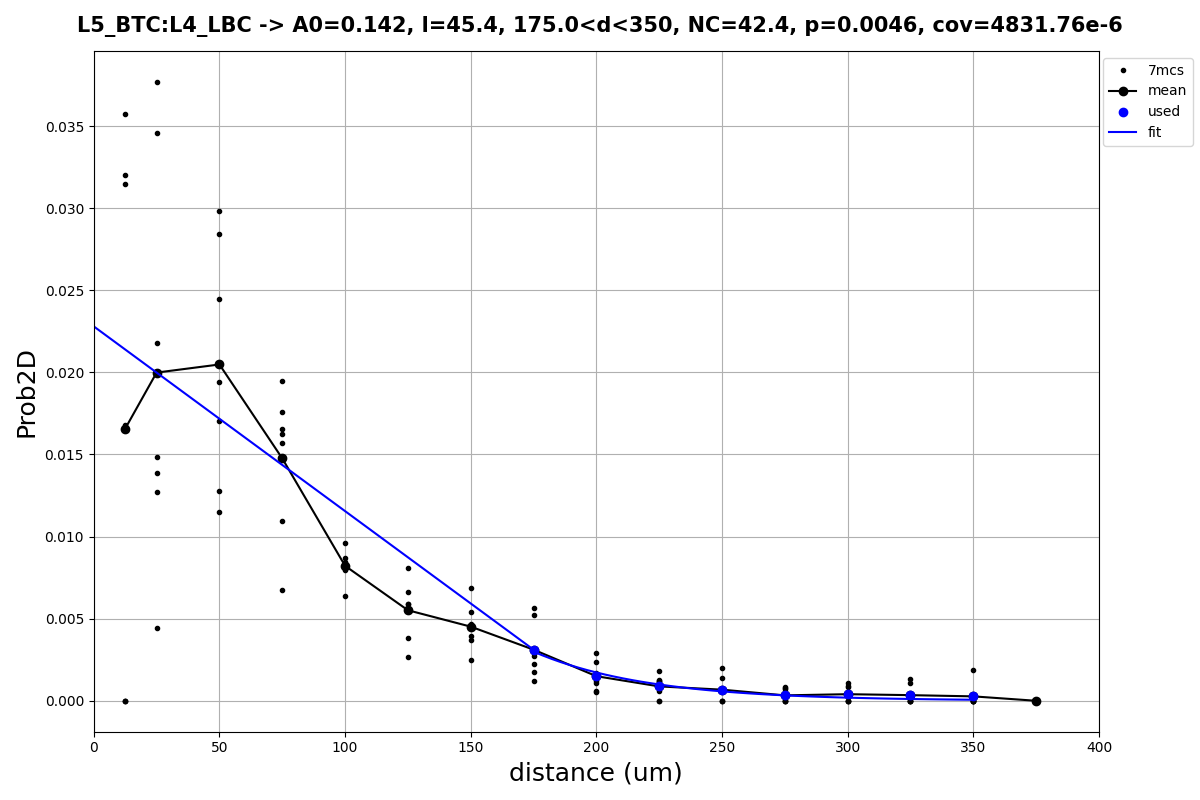 L5_BTC:L4_LBC -> A0=0.142, l=45.4, 175.0<d<350, NC=42.4, p=0.0046, cov=4831.76e-6
7mcs
mean
used
fit
Prob2D
0.035
0.030
0.025
0.020
0.015
0.010
0.005
0.000
0 50 100 150 200 250 300 350 400
distance (um)